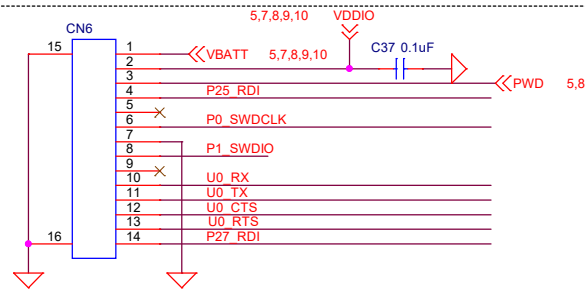 5,7,8,9,10 VDDIO
CN6
C37 0.1uF
15 1 VBATT 5,7,8,9,10
2
3 PWD 5,8
4 P25_RDI
5
6 P0_SWDCLK
7
8 P1_SWDIO
9
10 U0_RX
11 U0_TX
12 U0_CTS
13 U0_RTS
16 14 P27_RDI